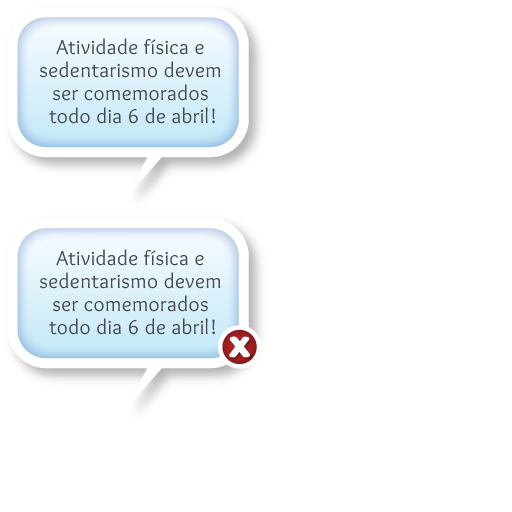 Atividade física e
sedentarismo devem
ser comemorados
todo dia 6 de abril!
Atividade física e
sedentarismo devem
ser comemorados
todo dia 6 de abril!